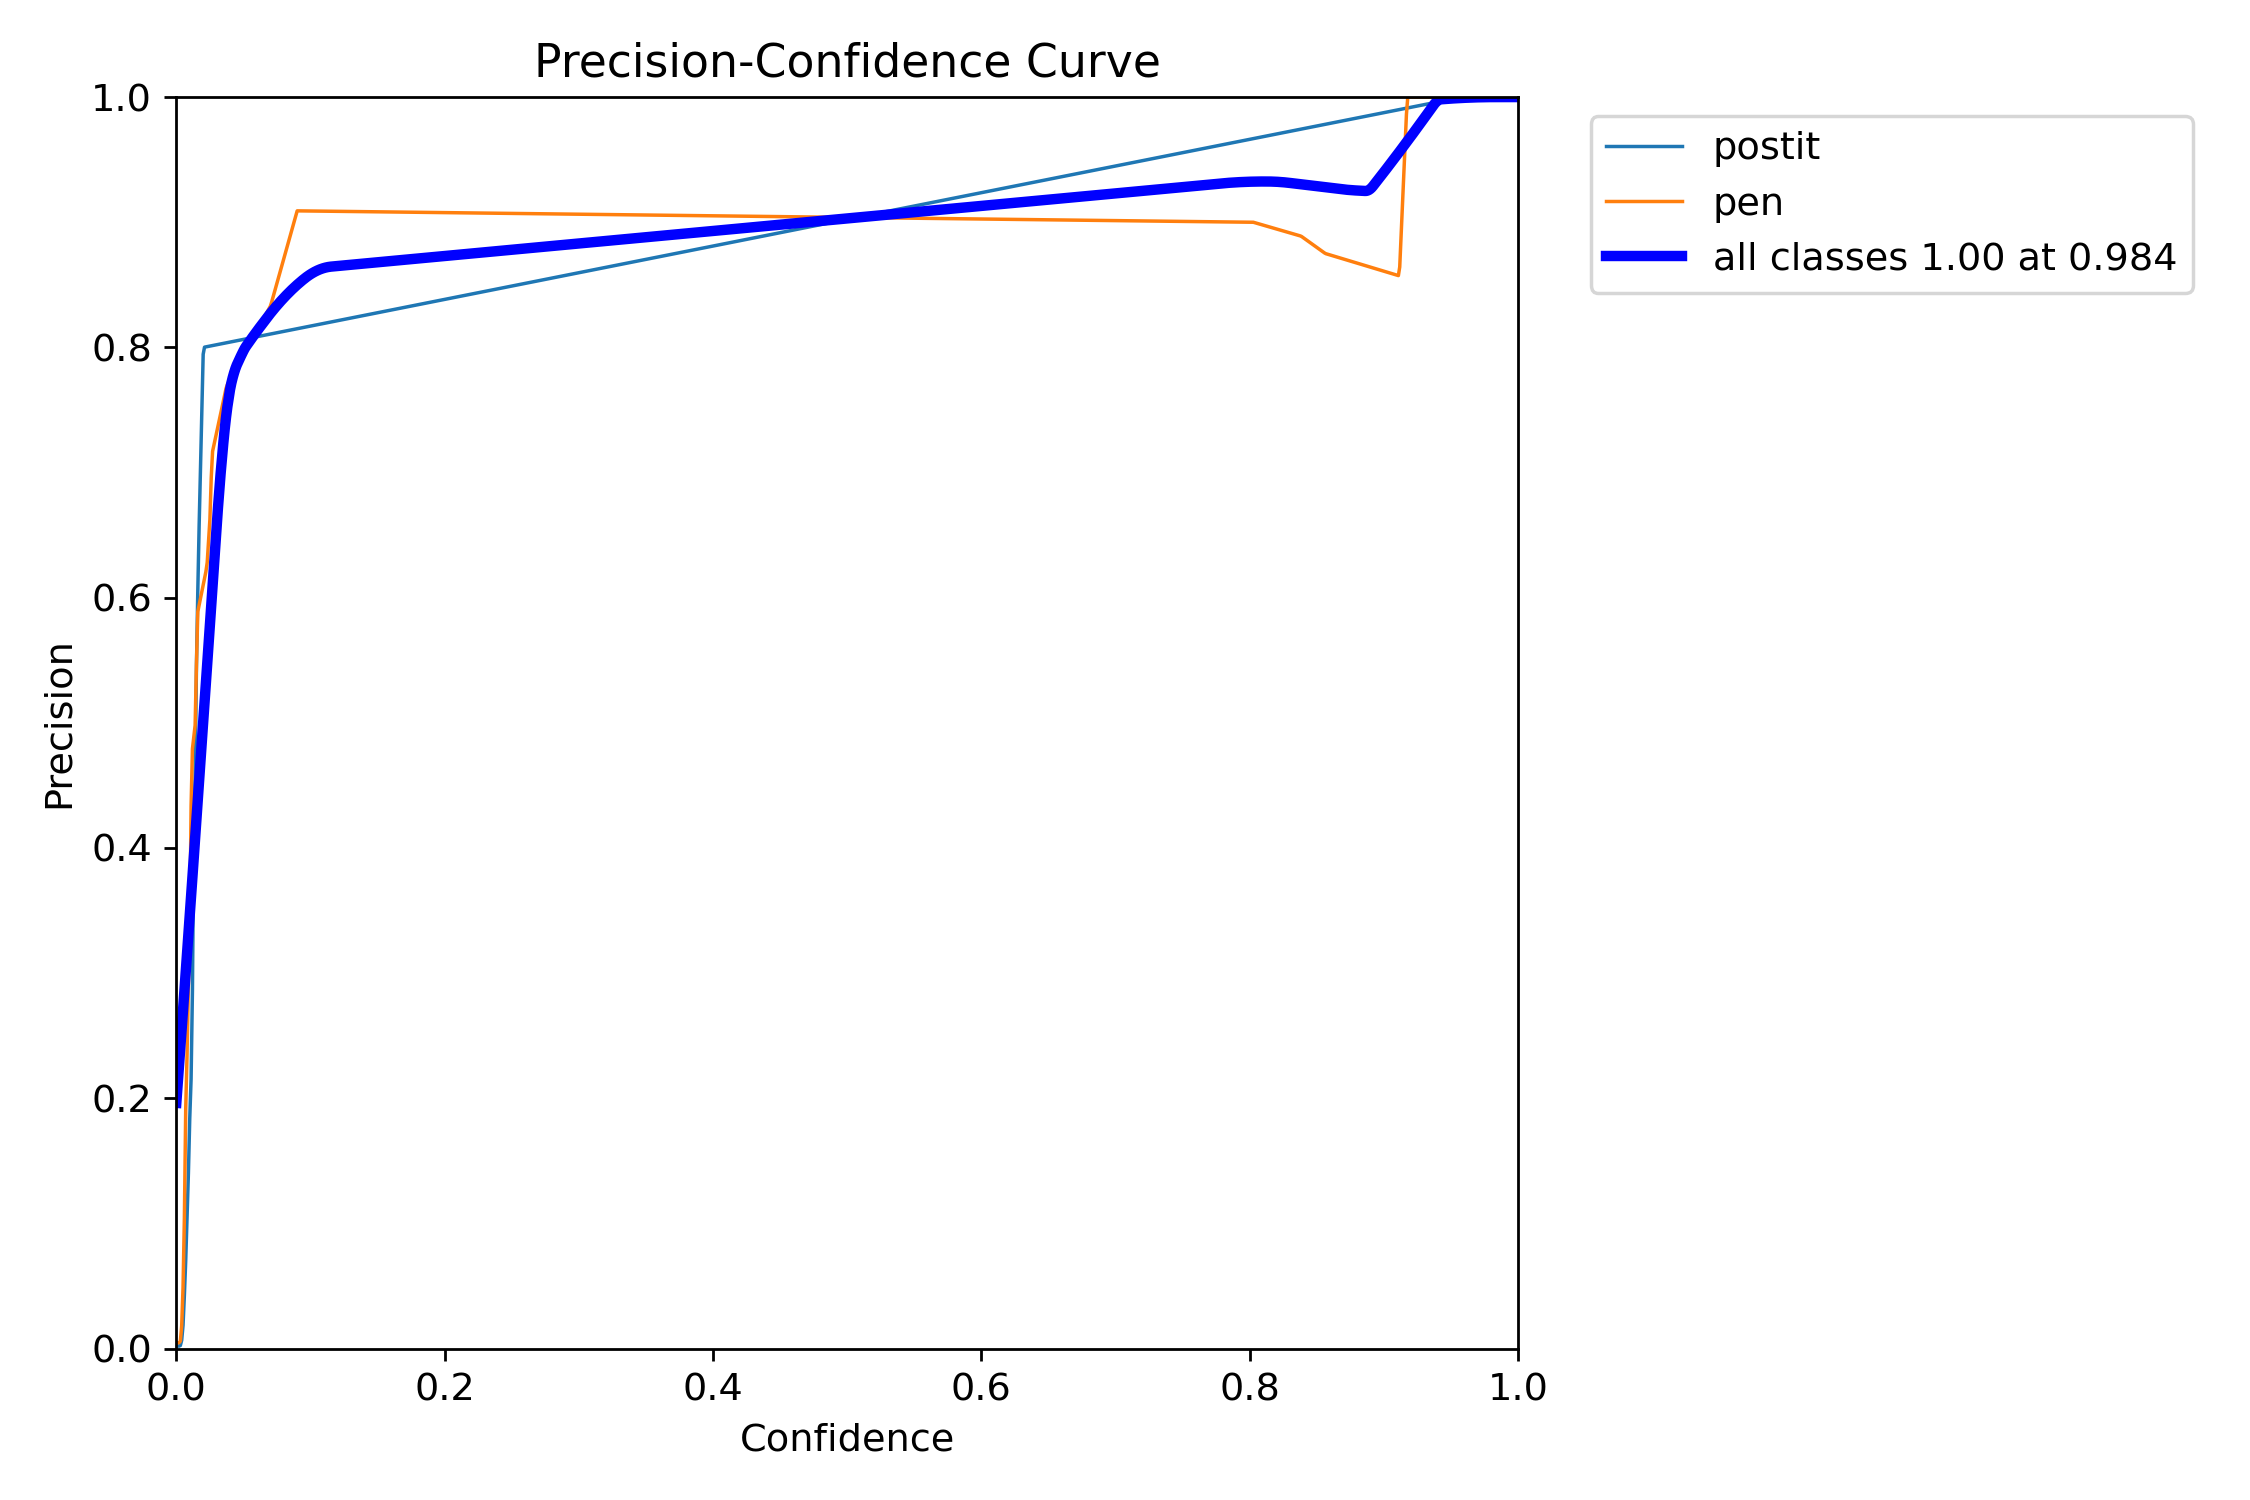 Precision-Confidence Curve
1.0
0.8
0.6
0.4
0.2
0.0
Precision
0.0 0.2 0.4 0.6 0.8 1.0
Confidence
postit
pen
all classes 1.00 at 0.984